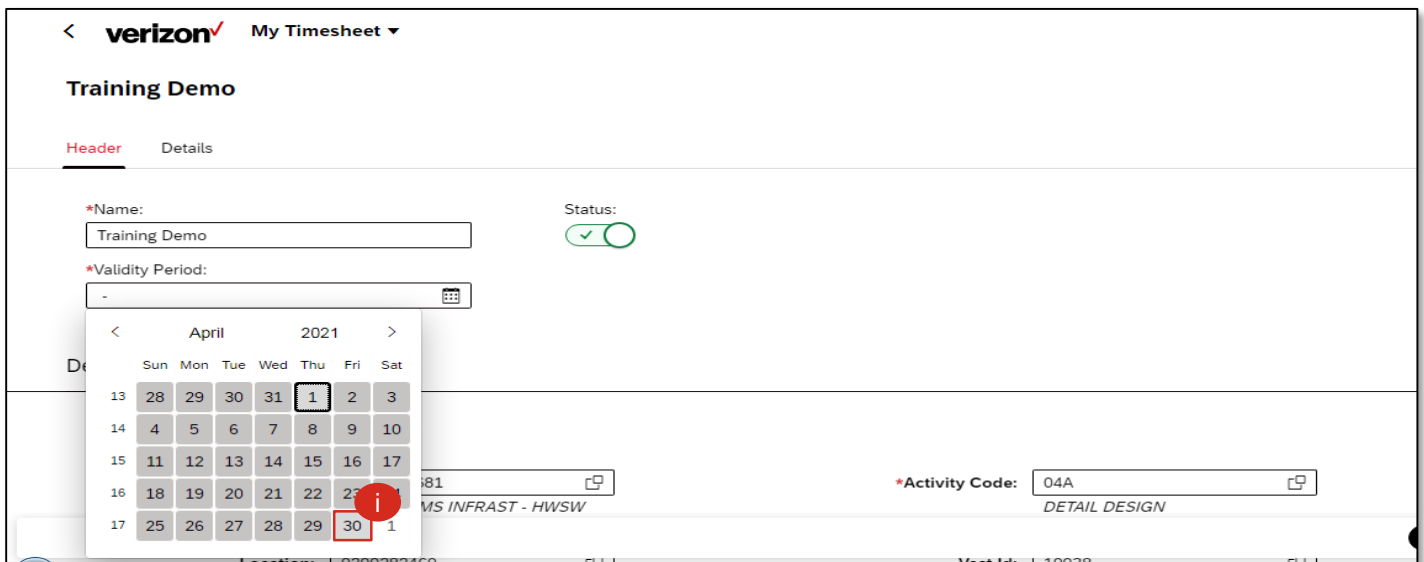 verizon My Timesheet
Training Demo
Header Details
*Name: Status:
Training Demo
*Validity Period:
-
April 2021
Sun Mon Tue Wed Thu Fri Sat
13 28 29 30 31 1 2 3
14 4 5 6 7 8 9 10
15 11 12 13 14 15 16 17
16 18 19 20 21 22 23
17 25 26 27 28 29 30 1
i
*Activity Code: 04A
INFRAST - HWSW DETAIL DESIGN